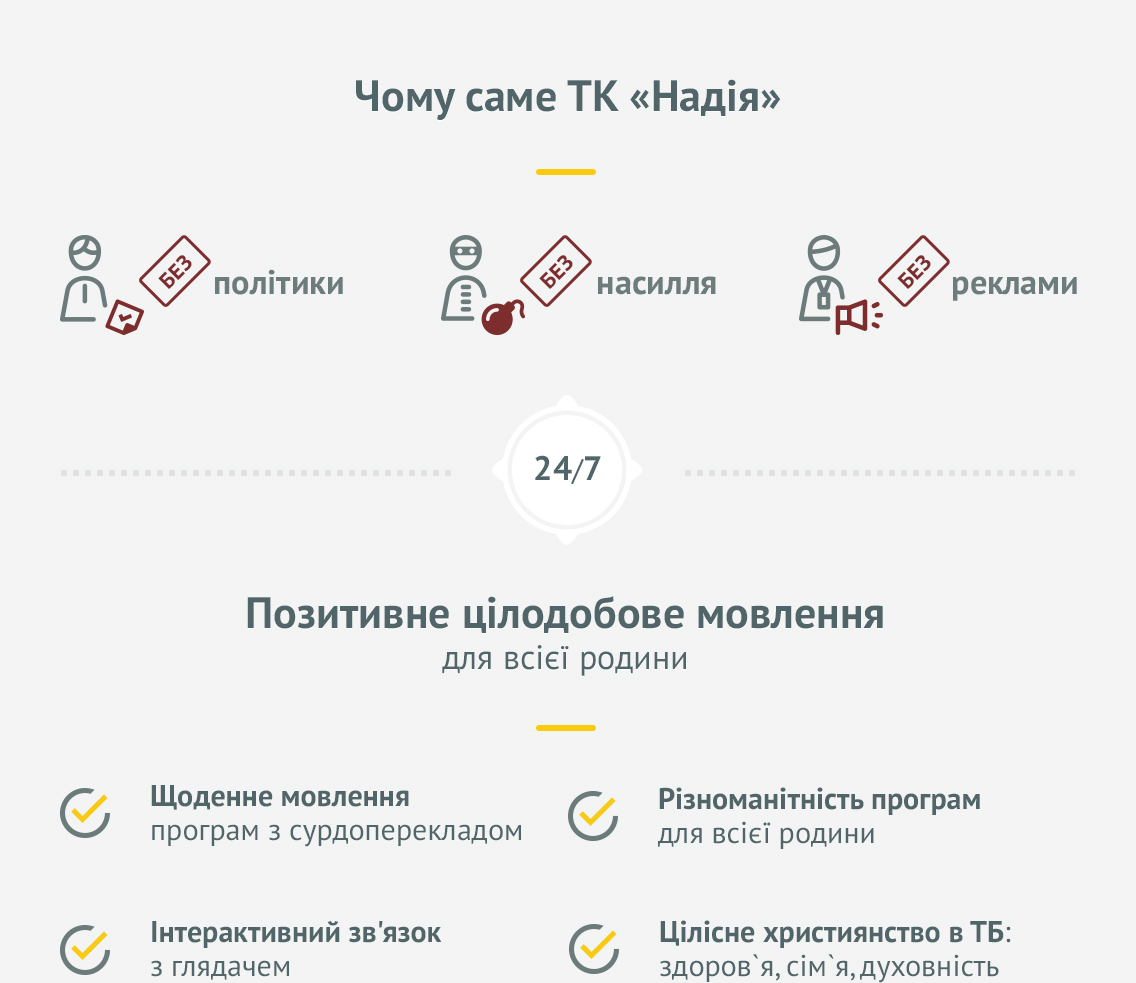 Чому саме ТК «Надія»
БЕЗ політики
БЕЗ насилля
БЕЗ реклами
24/7
Позитивне цілодобове мовлення
для всієї родини
Щоденне мовлення
програм з сурдоперекладом
Різноманітність програм
для всієї родини
Інтерактивний зв'язок
з глядачем
Цілісне християнство в ТБ:
здоров`я, сім`я, духовність